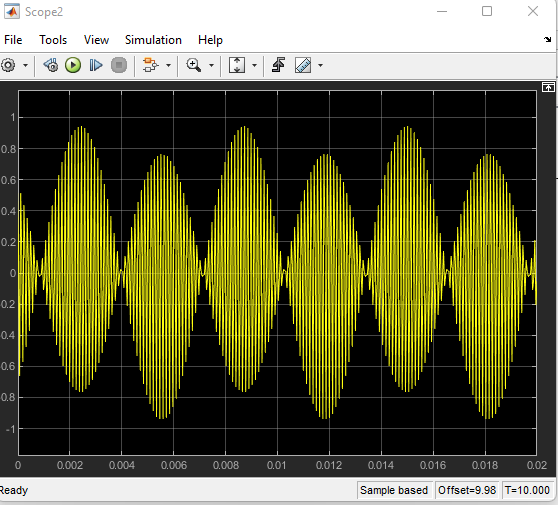 Scope2
File Tools View Simulation Help
1
0.8
0.6
0.4
0.2
0
0.2
0.4
0.6
0.8
-1
0 0.002 0.004 0.006 0.008 0.01 0.012 0.014 0.016 0.018 0.02
Ready Sample based Offset=9.98 T=10.000